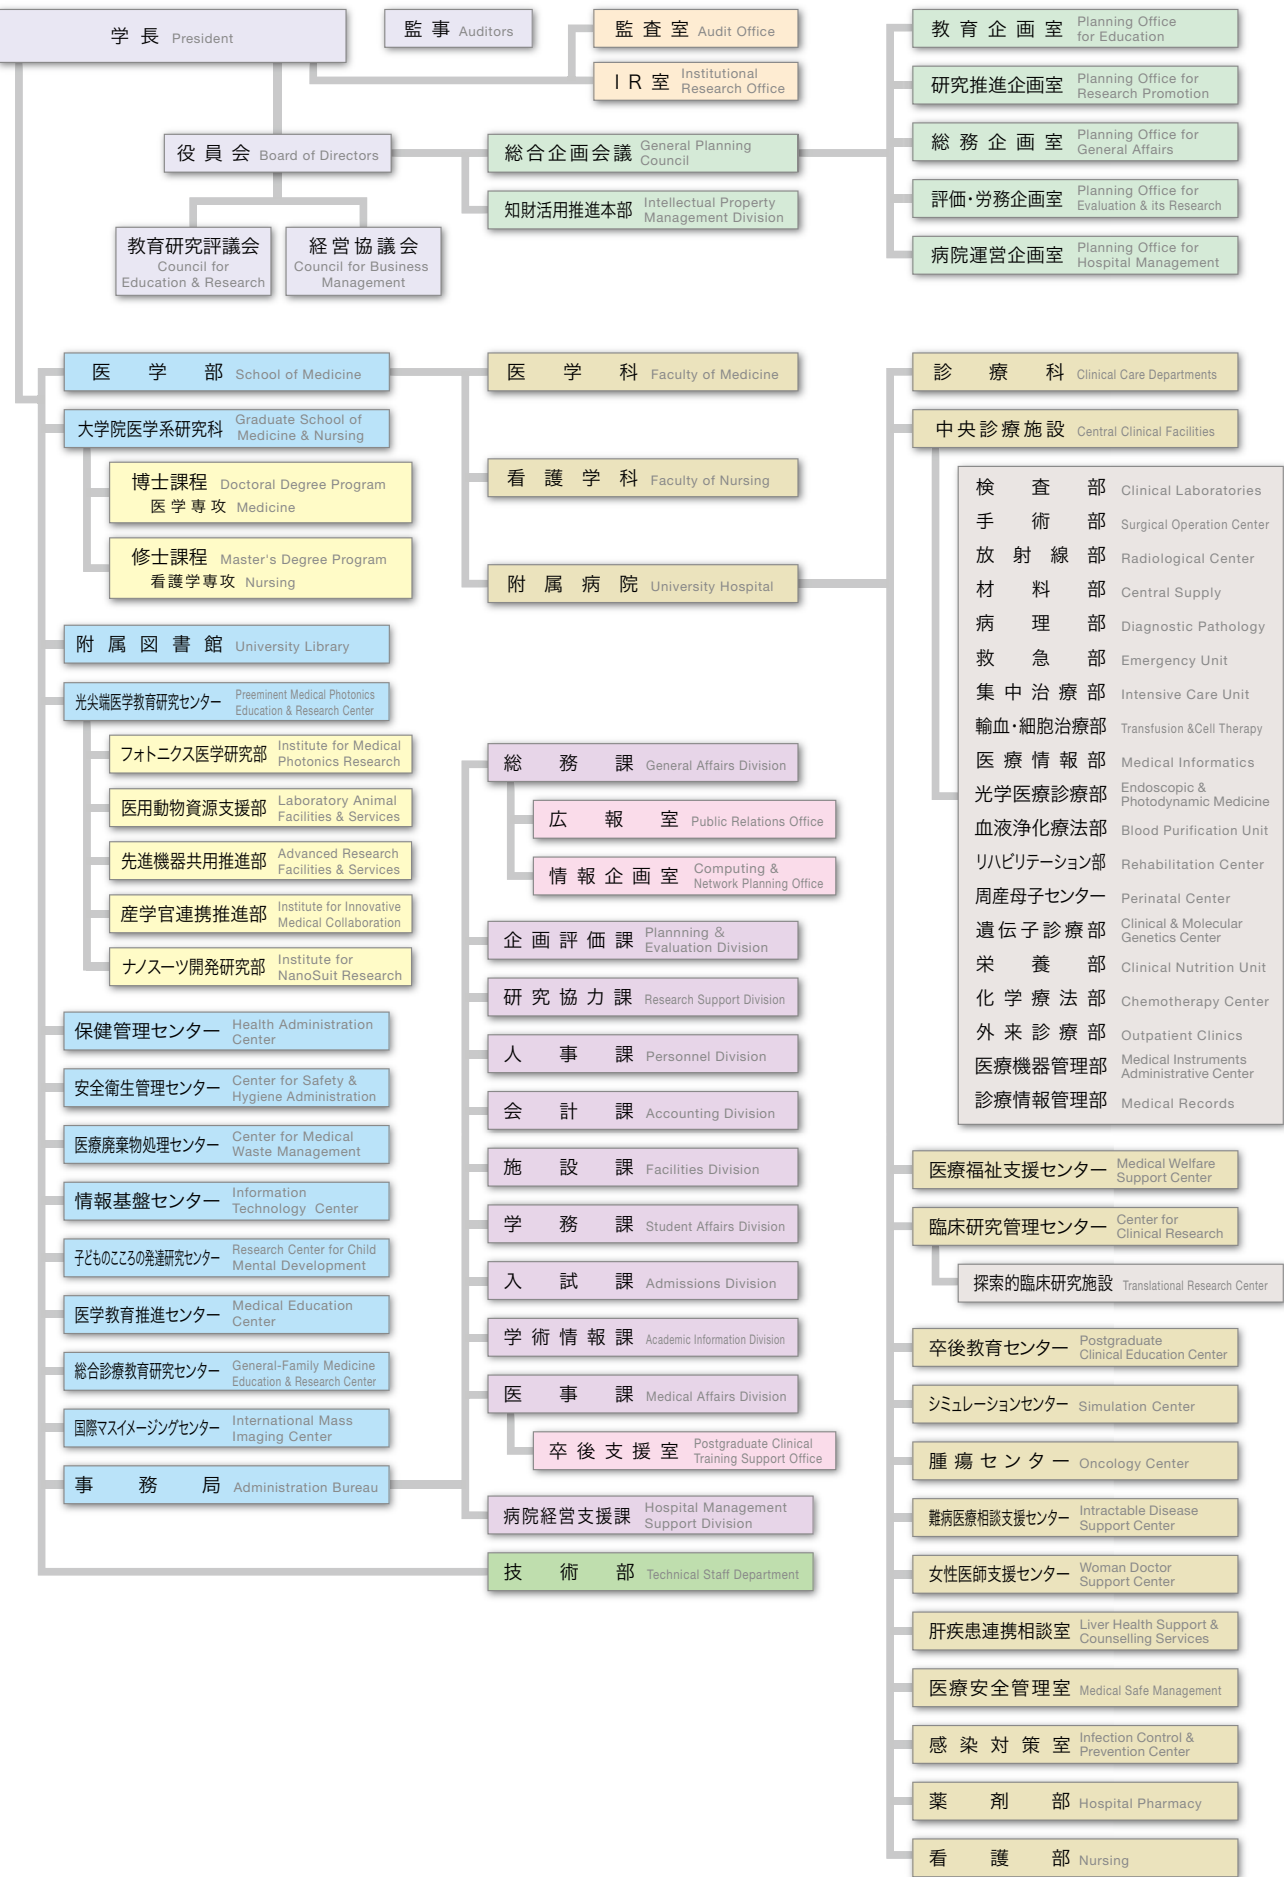 学長 President
監事 Auditors
監査室 Audit Office
IR室 Institutional
Research Office
役員会 Board of Directors
教育研究評議会
Council for
Education & Research
経営協議会
Council for Business
Management
総合企画会議 General Planning
Council
知財活用推進本部 Intellectual Property
Management Division
教育企画室 Planning Office
for Education
研究推進企画室 Planning Office for
Research Promotion
総務企画室 Planning Office for
General Affairs
評価・労務企画室 Planning Office for
Evaluation & its Research
病院運営企画室 Planning Office for
Hospital Management
医学部 School of Medicine
大学院医学系研究科 Graduate School of
Medicine & Nursing
博士課程 Doctoral Degree Program
医学専攻 Medicine
修士課程 Master's Degree Program
看護学専攻 Nursing
附属図書館 University Library
光尖端医学教育研究センター Preeminent Medical Photonics
Education & Research Center
フォトニクス医学研究部 Institute for Medical
Photonics Research
医用動物資源支援部 Laboratory Animal
Facilities & Services
先進機器共用推進部 Advanced Research
Facilities & Services
産学官連携推進部 Institute for Innovative
Medical Collaboration
ナノスーツ開発研究部 Institute for
NanoSuit Research
保健管理センター Health Administration
Center
安全衛生管理センター Center for Safety &
Hygiene Administration
医療廃棄物処理センター Center for Medical
Waste Management
情報基盤センター Information
Technology Center
子どものこころの発達研究センター Research Center for Child
Mental Development
医学教育推進センター Medical Education
Center
総合診療教育研究センター General-Family Medicine
Education & Research Center
国際マスイメージングセンター International Mass
Imaging Center
事務局 Administration Bureau
医学科 Faculty of Medicine
看護学科 Faculty of Nursing
附属病院 University Hospital
総務課 General Affairs Division
広報室 Public Relations Office
情報企画室 Computing &
Network Planning Office
企画評価課 Plannning &
Evaluation Division
研究協力課 Research Support Division
人事課 Personnel Division
会計課 Accounting Division
施設課 Facilities Division
学務課 Student Affairs Division
入試課 Admissions Division
学術情報課 Academic Information Division
医事課 Medical Affairs Division
卒後支援室 Postgraduate Clinical
Training Support Office
病院経営支援課 Hospital Management
Support Division
技術部 Technical Staff Department
診療科 Clinical Care Departments
中央診療施設 Central Clinical Facilities
検査部 Clinical Laboratories
手術部 Surgical Operation Center
放射線部 Radiological Center
材料部 Central Supply
病理部 Diagnostic Pathology
救急部 Emergency Unit
集中治療部 Intensive Care Unit
輸血・細胞治療部 Transfusion &Cell Therapy
医療情報部 Medical Informatics
光学医療診療部 Endoscopic &
Photodynamic Medicine
血液浄化療法部 Blood Purification Unit
リハビリテーション部 Rehabilitation Center
周産母子センター Perinatal Center
遺伝子診療部 Clinical & Molecular
Genetics Center
栄養部 Clinical Nutrition Unit
化学療法部 Chemotherapy Center
外来診療部 Outpatient Clinics
医療機器管理部 Medical Instruments
Administrative Center
診療情報管理部 Medical Records
医療福祉支援センター Medical Welfare
Support Center
臨床研究管理センター Center for
Clinical Research
探索的臨床研究施設 Translational Research Center
卒後教育センター Postgraduate
Clinical Education Center
シミュレーションセンター Simulation Center
腫瘍センター Oncology Center
難病医療相談支援センター Intractable Disease
Support Center
女性医師支援センター Woman Doctor
Support Center
肝疾患連携相談室 Liver Health Support &
Counselling Services
医療安全管理室 Medical Safe Management
感染対策室 Infection Control &
Prevention Center
薬剤部 Hospital Pharmacy
看護部 Nursing